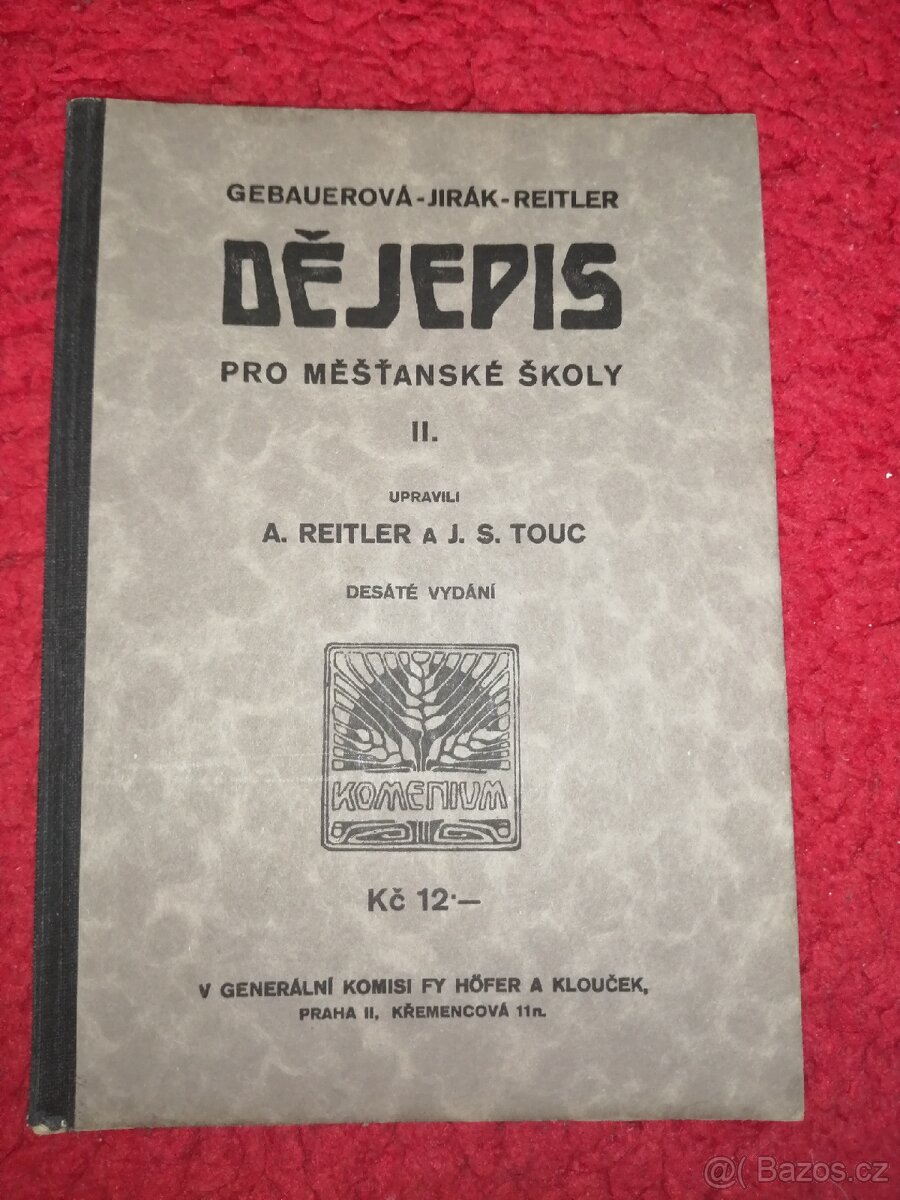 GEBAUEROVÁ-JIRÁK-REITLER
DĚJEPIS
PRO MĚŠŤANSKÉ ŠKOLY
II.
UPRAVILI
A. REITLER A J. S. TOUC
DESÁTÉ VYDÁNÍ
KOMENIUM
Kč 12·—
V GENERÁLNÍ KOMISI FY HÖFER A KLOUČEK,
PRAHA II, KŘEMENCOVÁ 11n.
@( Bazos.cz